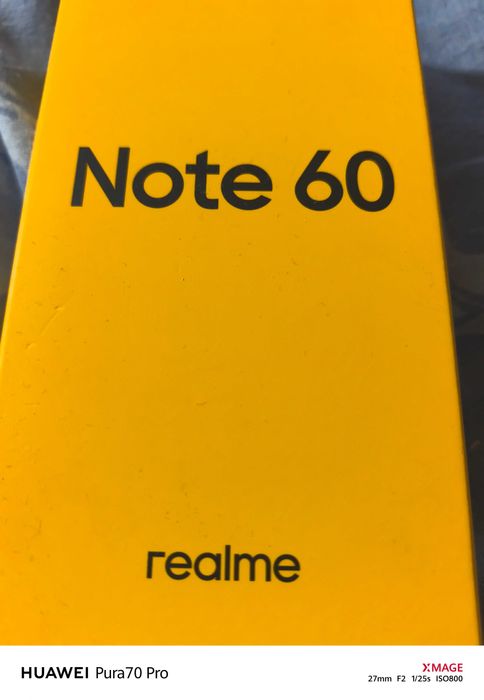 Note 60
realme
HUAWEI Pura70 Pro
XMAGE
27mm F2 1/25s ISO800